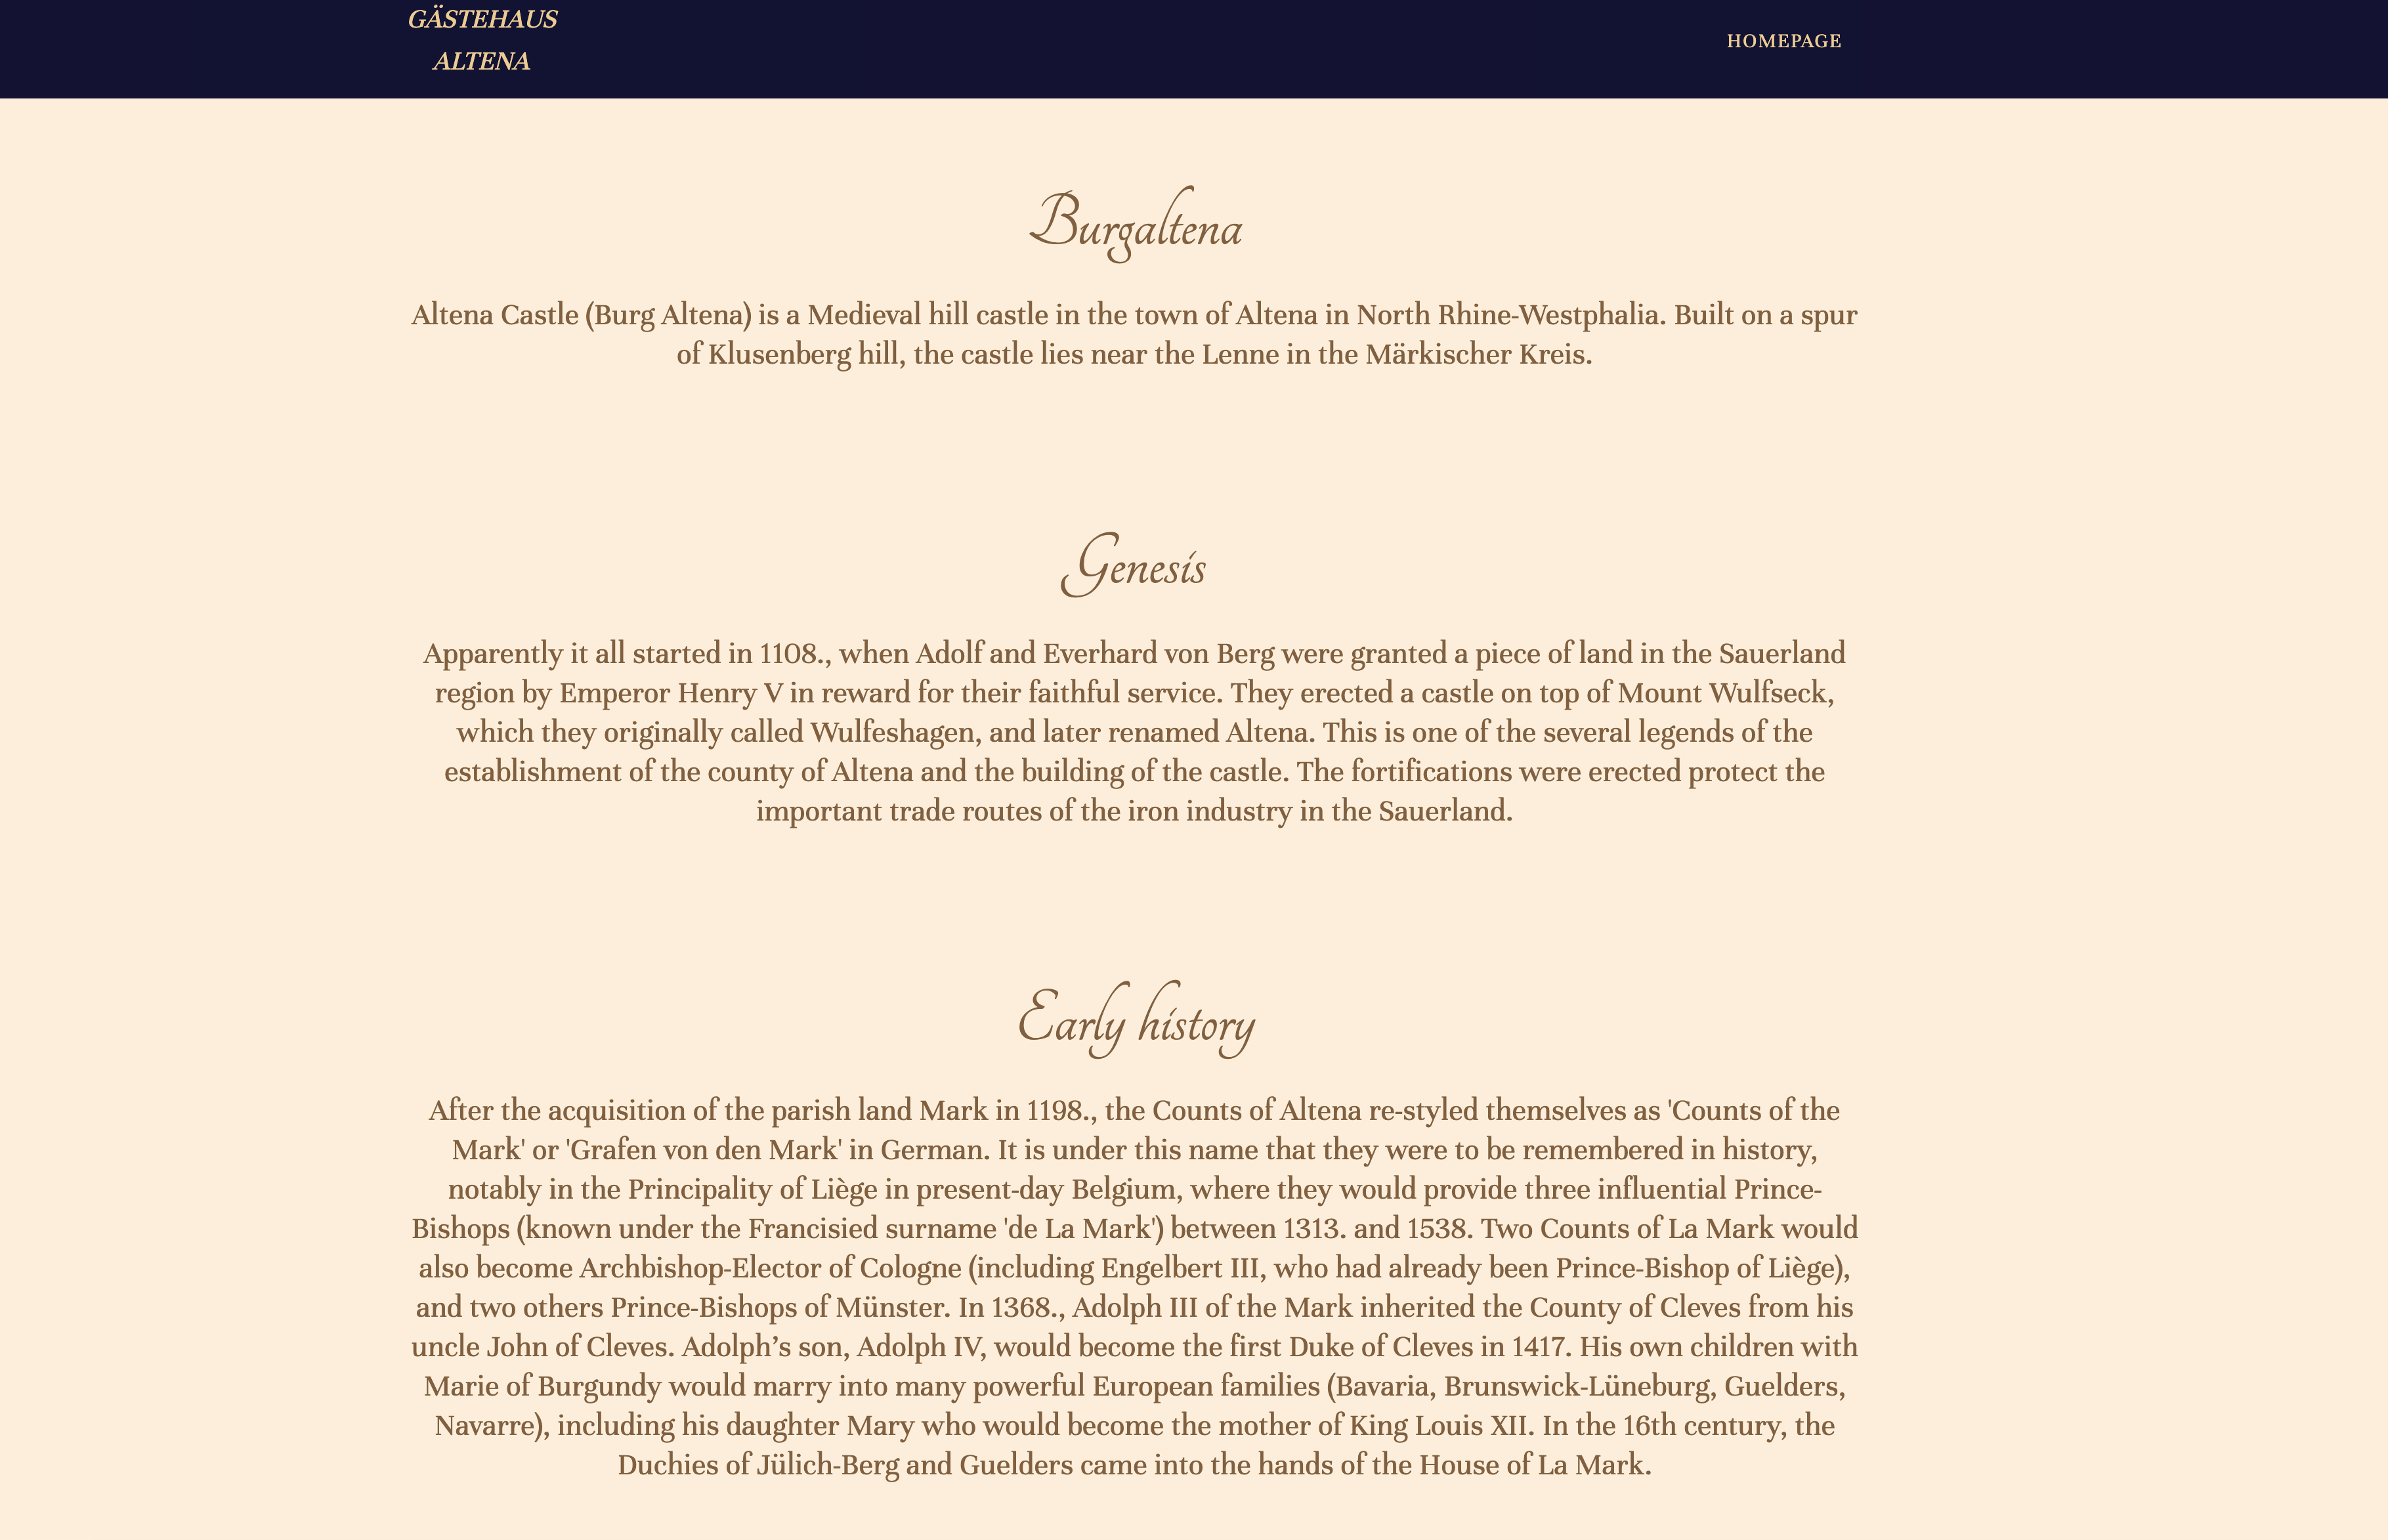 GÄSTEHAUS
ALTENA
HOMEPAGE
Burgaltena
Altena Castle (Burg Altena) is a Medieval hill castle in the town of Altena in North Rhine-Westphalia. Built on a spur
of Klusenberg hill, the castle lies near the Lenne in the Märkischer Kreis.
Genesis
Apparently it all started in 1108., when Adolf and Everhard von Berg were granted a piece of land in the Sauerland
region by Emperor Henry V in reward for their faithful service. They erected a castle on top of Mount Wulfseck,
which they originally called Wulfeshagen, and later renamed Altena. This is one of the several legends of the
establishment of the county of Altena and the building of the castle. The fortifications were erected protect the
important trade routes of the iron industry in the Sauerland.
Early history
After the acquisition of the parish land Mark in 1198., the Counts of Altena re-styled themselves as 'Counts of the
Mark' or 'Grafen von den Mark' in German. It is under this name that they were to be remembered in history,
notably in the Principality of Liège in present-day Belgium, where they would provide three influential Prince-
Bishops (known under the Francisied surname 'de La Mark') between 1313. and 1538. Two Counts of La Mark would
also become Archbishop-Elector of Cologne (including Engelbert III, who had already been Prince-Bishop of Liège),
and two others Prince-Bishops of Münster. In 1368., Adolph III of the Mark inherited the County of Cleves from his
uncle John of Cleves. Adolph’s son, Adolph IV, would become the first Duke of Cleves in 1417. His own children with
Marie of Burgundy would marry into many powerful European families (Bavaria, Brunswick-Lüneburg, Guelders,
Navarre), including his daughter Mary who would become the mother of King Louis XII. In the 16th century, the
Duchies of Jülich-Berg and Guelders came into the hands of the House of La Mark.